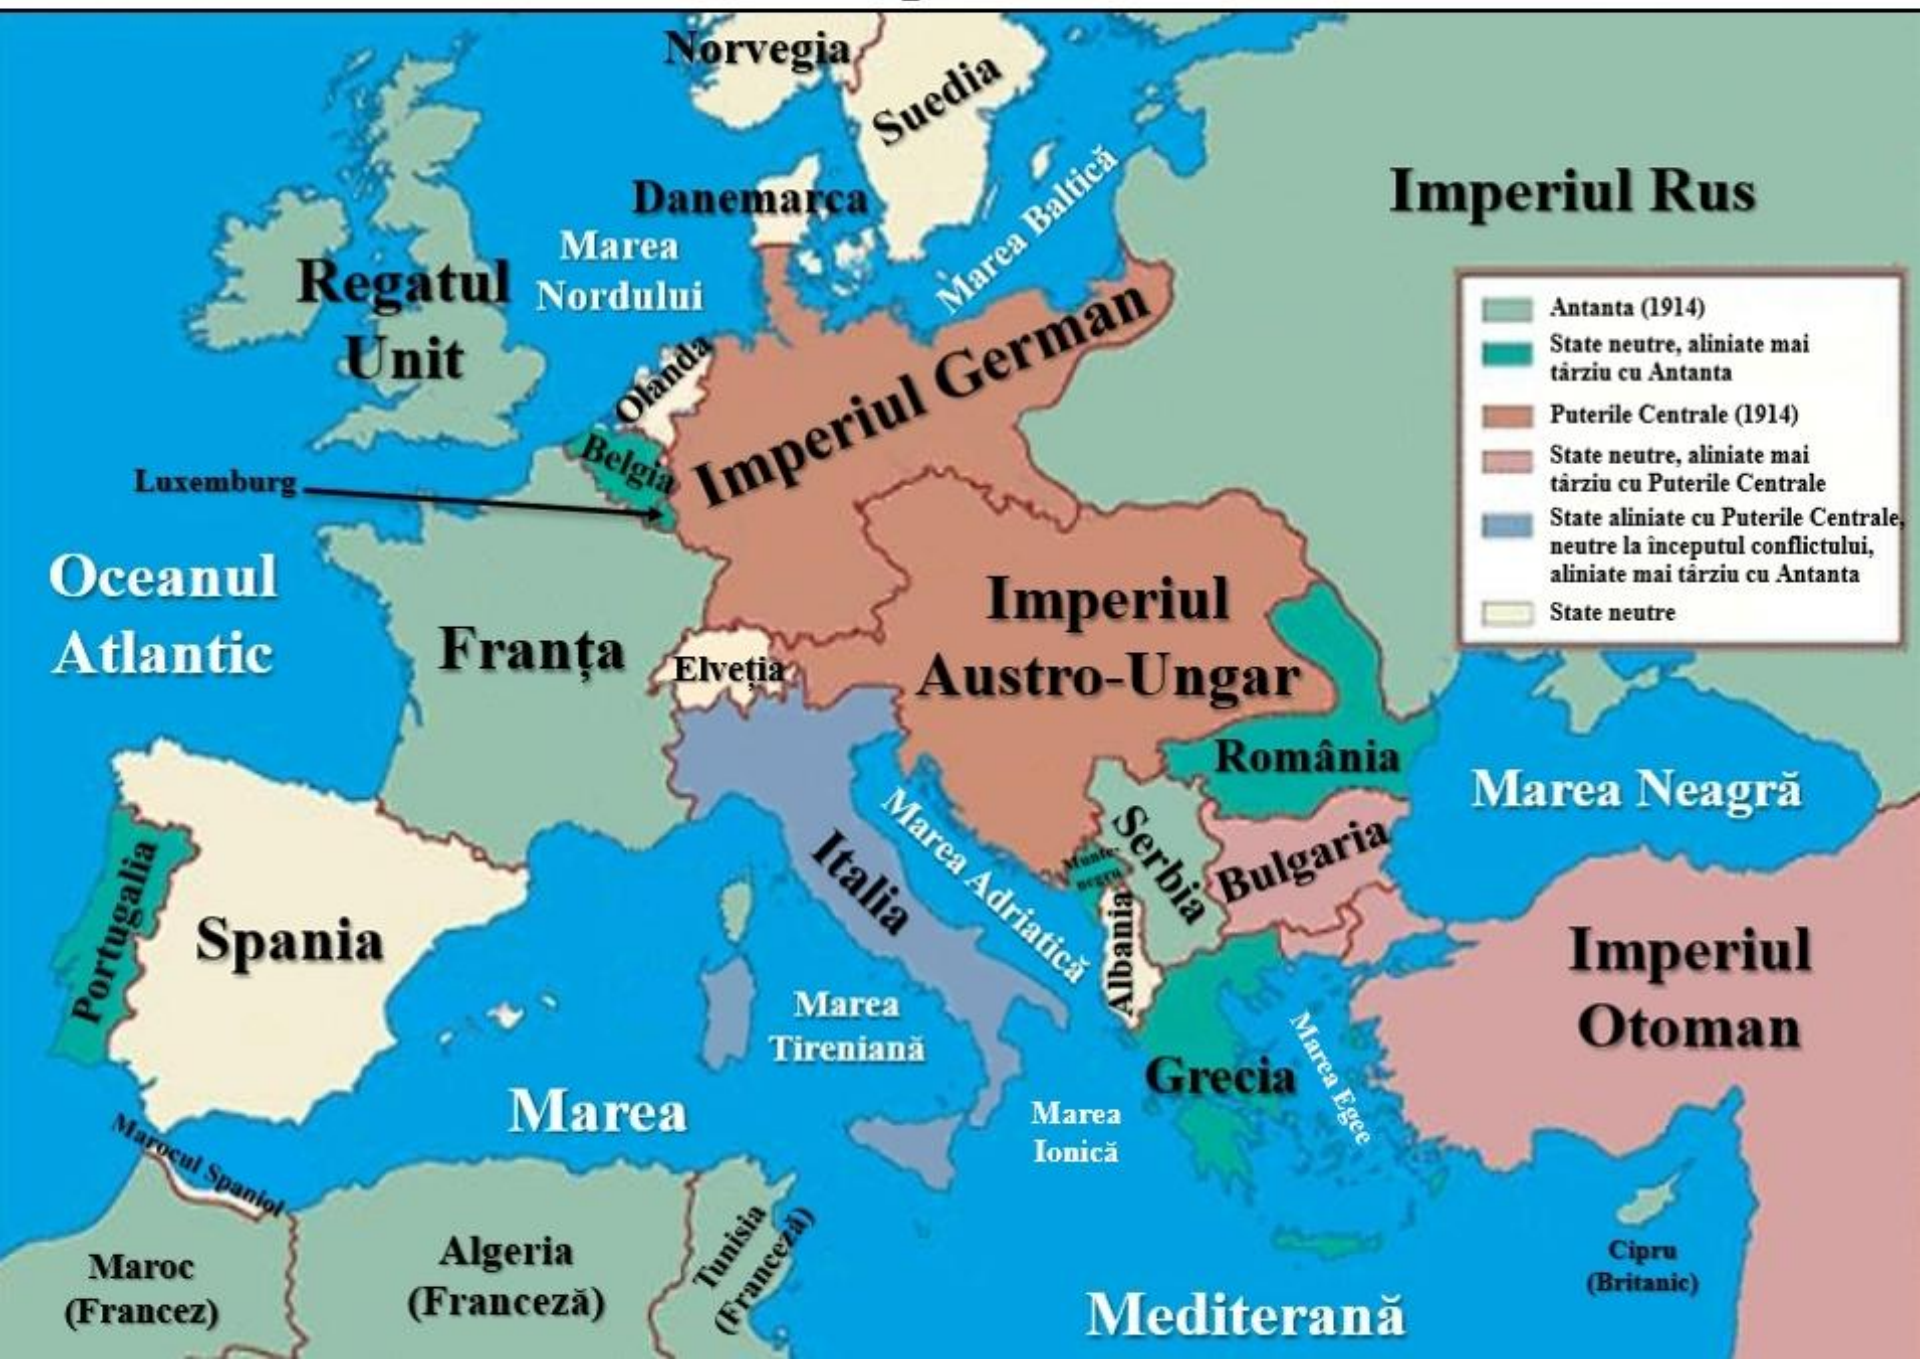 Norvegia
Suedia
Danemarca
Marea Baltică
Imperiul Rus
Marea
Nordului
Regatul
Unit
Olanda
Imperiul German
Belgia
Luxemburg
Antanta (1914)
State neutre, aliniate mai
târziu cu Antanta
Puterile Centrale (1914)
State neutre, aliniate mai
târziu cu Puterile Centrale
State aliniate cu Puterile Centrale,
neutre la începutul conflictului,
aliniate mai târziu cu Antanta
State neutre
Oceanul
Atlantic
Franța
Elveția
Imperiul
Austro-Ungar
România
Marea Neagră
Serbia
Bulgaria
Munte-
negru
Albania
Italia
Marea Adriatică
Portugalia
Spania
Imperiul
Otoman
Marea
Tireniană
Grecia
Marea Egee
Marea
Marea
Ionică
Marocul Spaniol
Maroc
(Francez)
Algeria
(Franceză)
Tunisia
(Franceză)
Cipru
(Britanic)
Mediterană